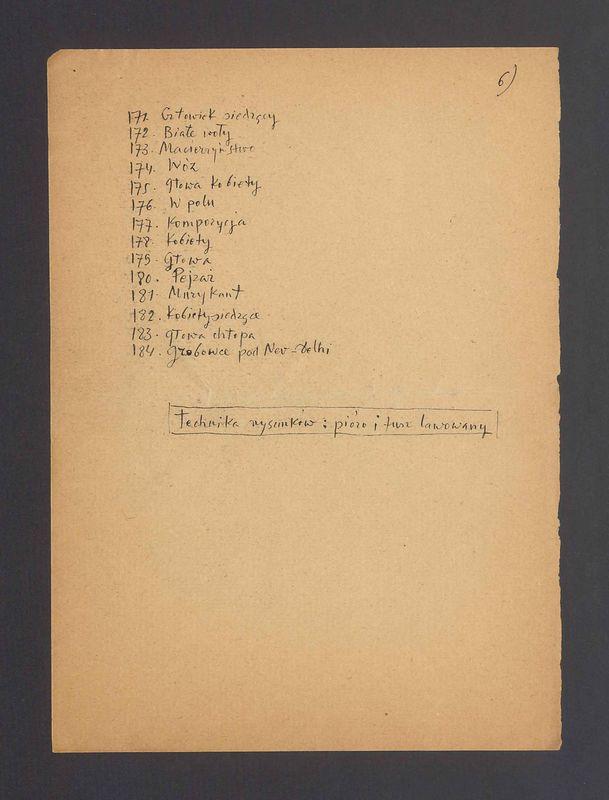 6)
171. Człowiek siedzący
172. Białe woły
173. Macierzyństwo
174. Wóz
175. głowa kobiety
176. W polu
177. Kompozycja
178. Kobiety
179. Głowa
180. Pejzaż
181. Muzykant
182. Kobiety siedzące
183. głowa chłopa
184. grobowce pod New-Delhi
technika rysunków : pióro i tusz lawowany